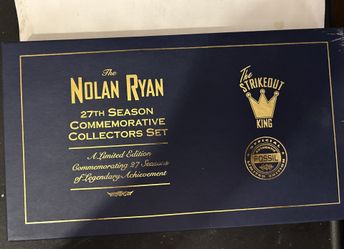 The
NOLAN RYAN
27TH SEASON
COMMEMORATIVE
COLLECTORS SET
A Limited Edition
Commemorating 27 Seasons
of Legendary Achievement
The
STRIKEOUT
KING
FOSSIL